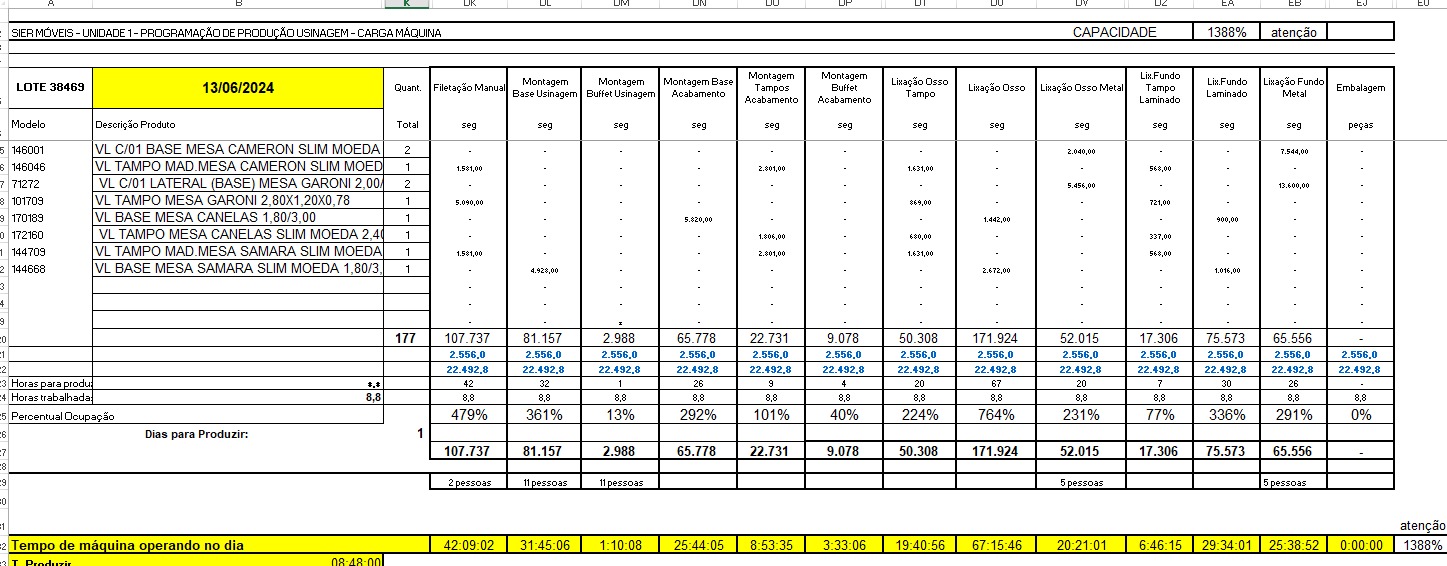 A B K DK DL DM DN DO DP DT DU DV DZ EA EB EJ EU
SIER MÓVEIS - UNIDADE 1 - PROGRAMAÇÃO DE PRODUÇÃO USINAGEM - CARGA MÁQUINA CAPACIDADE 1388% atenção
LOTE 38469 13/06/2024 Quant. Filetação Manual Montagem Base Usinagem Montagem Buffet Usinagem Montagem Base Acabamento Montagem Tampos Acabamento Montagem Buffet Acabamento Lixação Osso Tampo Lixação Osso Lixação Osso Metal Lix.Fundo Tampo Laminado Lix.Fundo Laminado Lixação Fundo Metal Embalagem
Modelo Descrição Produto Total seg seg seg seg seg seg seg seg seg seg seg seg peças
146001 VL C/01 BASE MESA CAMERON SLIM MOEDA 2 - - - - - - - - 2.040,00 - - 7.544,00 -
146046 VL TAMPO MAD.MESA CAMERON SLIM MOED 1 1.581,00 - - - 2.801,00 - 1.631,00 - - 568,00 - - -
71272 VL C/01 LATERAL (BASE) MESA GARONI 2,00/ 2 - - - - - - - - 5.456,00 - - 13.600,00 -
101709 VL TAMPO MESA GARONI 2,80X1,20X0,78 1 5.090,00 - - - - - 869,00 - - 721,00 - - -
170189 VL BASE MESA CANELAS 1,80/3,00 1 - - - 5.820,00 - - - 1.442,00 - - 900,00 - -
172160 VL TAMPO MESA CANELAS SLIM MOEDA 2,40 1 - - - - 1.806,00 - 680,00 - - 337,00 - - -
144709 VL TAMPO MAD.MESA SAMARA SLIM MOEDA 1 1.581,00 - - - 2.801,00 - 1.631,00 - - 568,00 - - -
144668 VL BASE MESA SAMARA SLIM MOEDA 1,80/3, 1 - 4.928,00 - - - - - 2.672,00 - - 1.016,00 - -
- - - - - - - - - - - - -
- - - - - - - - - - - - -
- - - - - - - - - - - -
177 107.737 81.157 2.988 65.778 22.731 9.078 50.308 171.924 52.015 17.306 75.573 65.556 -
2.556,0 2.556,0 2.556,0 2.556,0 2.556,0 2.556,0 2.556,0 2.556,0 2.556,0 2.556,0 2.556,0 2.556,0 2.556,0
22.492,8 22.492,8 22.492,8 22.492,8 22.492,8 22.492,8 22.492,8 22.492,8 22.492,8 22.492,8 22.492,8 22.492,8 22.492,8
Horas para produ 42 32 1 26 9 4 20 67 20 7 30 26 -
Horas trabalhadas 8,8 8,8 8,8 8,8 8,8 8,8 8,8 8,8 8,8 8,8 8,8 8,8 8,8 8,8
Percentual Ocupação 479% 361% 13% 292% 101% 40% 224% 764% 231% 77% 336% 291% 0%
Dias para Produzir: 1
107.737 81.157 2.988 65.778 22.731 9.078 50.308 171.924 52.015 17.306 75.573 65.556 -
2 pessoas 11 pessoas 11 pessoas 5 pessoas 5 pessoas
atenção
Tempo de máquina operando no dia 42:09:02 31:45:06 1:10:08 25:44:05 8:53:35 3:33:06 19:40:56 67:15:46 20:21:01 6:46:15 29:34:01 25:38:52 0:00:00 1388%
T. Produzir 08:48:00